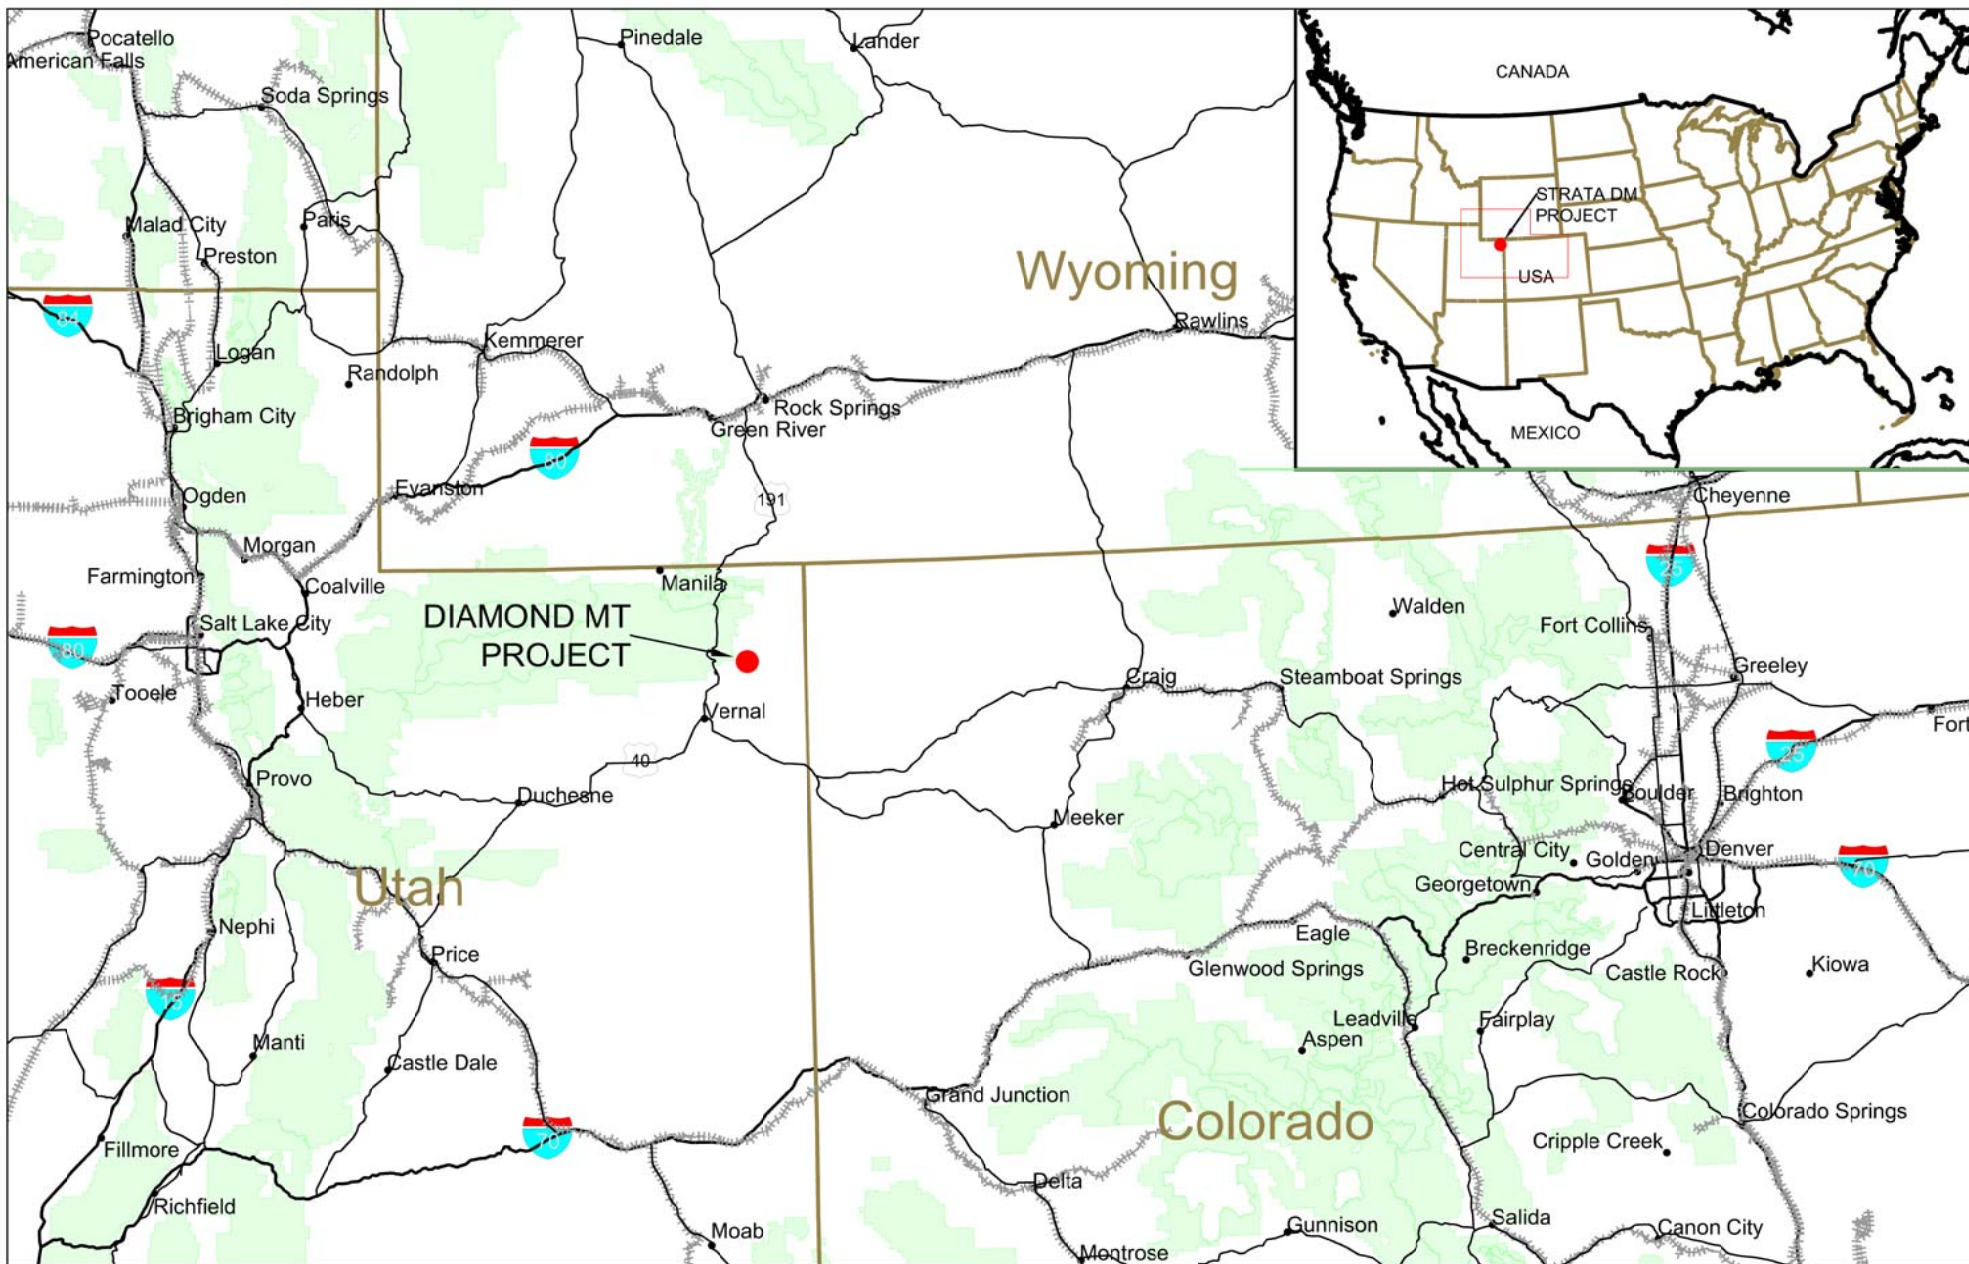 Pocatello
American Falls
Soda Springs
Pinedale
Lander
CANADA
STRATA DM
PROJECT
USA
MEXICO
Malad City
Paris
Preston
Wyoming
84
Logan
Kemmerer
Randolph
Rawlins
Brigham City
Rock Springs
Green River
80
Evanston
Ogden
191
Cheyenne
Morgan
Farmington
Coalville
Manila
25
DIAMOND MT
PROJECT
Walden
Salt Lake City
Fort Collins
80
Tooele
Heber
Vernal
Craig
Steamboat Springs
Greeley
Fort
40
25
Provo
Duchesne
Hot Sulphur Springs
Boulder
Brighton
Meeker
Utah
Central City
Golden
Denver
70
Georgetown
Littleton
Nephi
Price
Eagle
Breckenridge
Glenwood Springs
Castle Rock
Kiowa
15
Manti
Castle Dale
Leadville
Fairplay
Aspen
Grand Junction
Colorado
Colorado Springs
70
Cripple Creek
Fillmore
Richfield
Delta
Moab
Montrose
Gunnison
Salida
Canon City